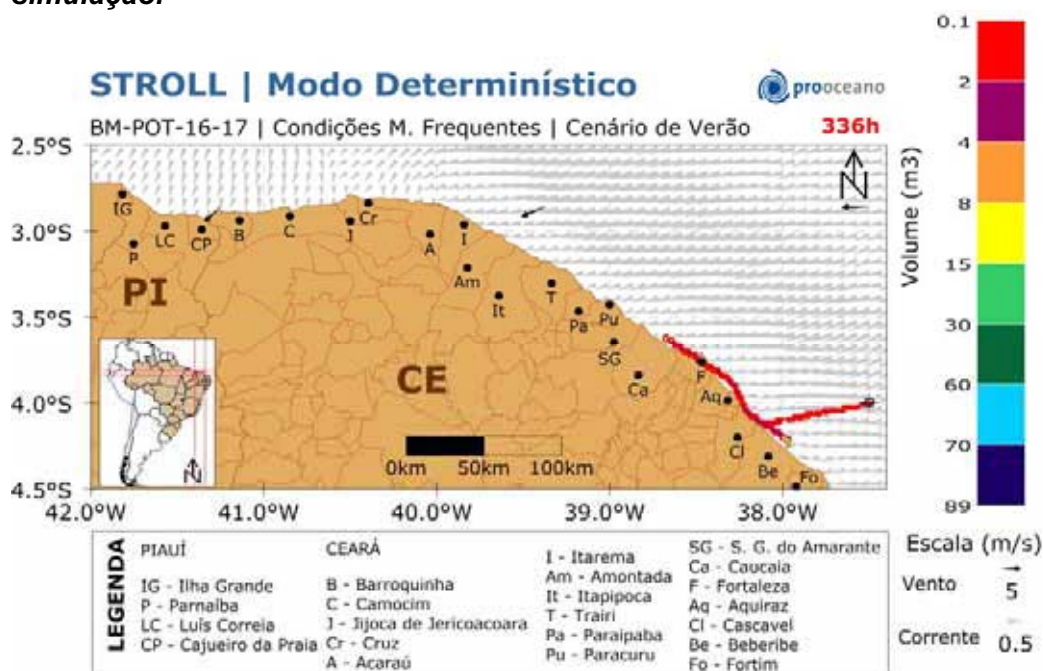 simulação.
0.1
STROLL | Modo Determinístico
prooceano
BM-POT-16-17 | Condições M. Frequentes | Cenário de Verão 336h
2.5°S
3.0°S
3.5°S
4.0°S
4.5°S
42.0°W 41.0°W 40.0°W 39.0°W 38.0°W
IG
P
LC
CP
B
C
J
Cr
A
I
Am
It
T
Pa
Pu
SG
Ca
F
Aq
Cl
Be
Fo
PI
CE
N
N
0km 50km 100km
2
4
8
15
30
60
70
89
Volume (m3)
LEGENDA
PIAUÍ
IG - Ilha Grande
P - Parnaíba
LC - Luís Correia
CP - Cajueiro da Praia
CEARÁ
B - Barroquinha
C - Camocim
J - Jijoca de Jericoacoara
Cr - Cruz
A - Acaraú
I - Itarema
Am - Amontada
It - Itapipoca
T - Trairi
Pa - Paraipaba
Pu - Paracuru
SG - S. G. do Amarante
Ca - Caucaia
F - Fortaleza
Aq - Aquiraz
Cl - Cascavel
Be - Beberibe
Fo - Fortim
Escala (m/s)
Vento 5
Corrente 0.5